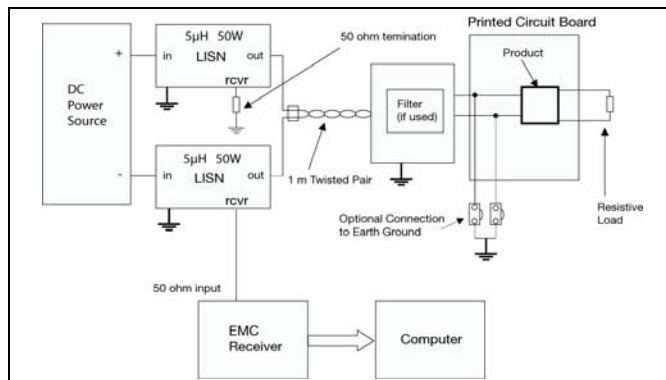 Printed Circuit Board
5µH 50W
LISN
in
out
rcvr
50 ohm temination
Product
DC
Power
Source
+
-
Filter
(if used)
5µH 50W
LISN
in
out
rcvr
1 m Twisted Pair
Optional Connection
to Earth Ground
Resistive
Load
50 ohm input
EMC
Receiver
Computer